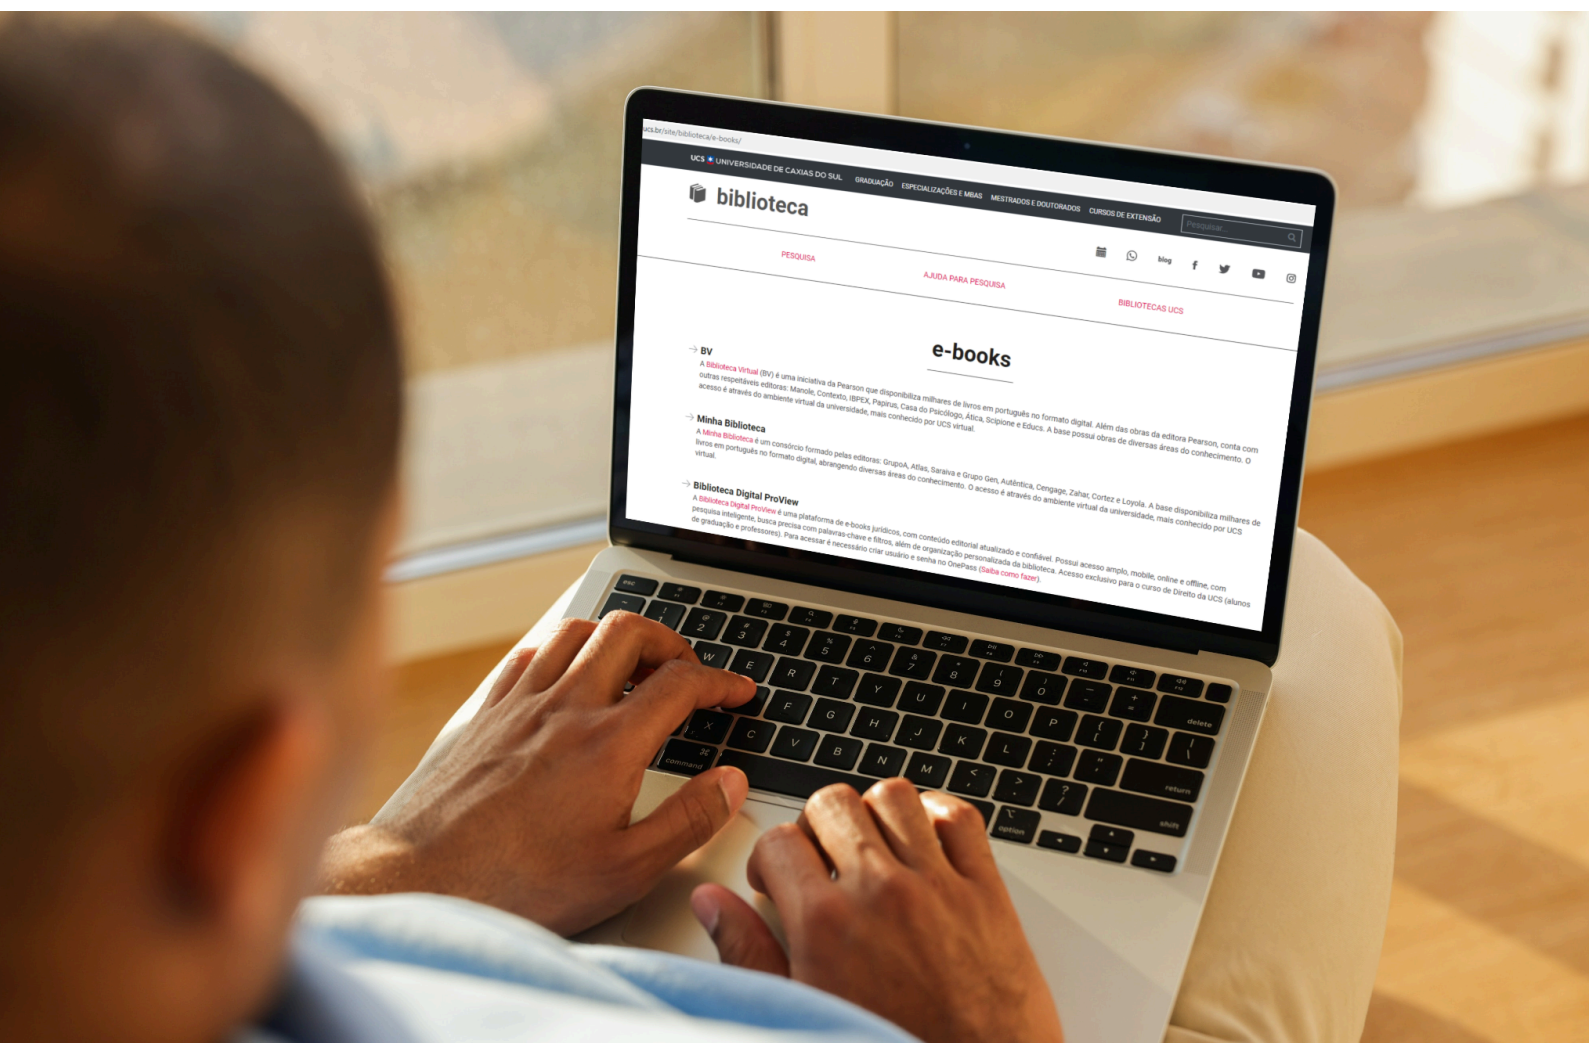 ucs.br/site/biblioteca/e-books/
UCS UNIVERSIDADE DE CAXIAS DO SUL GRADUAÇÃO ESPECIALIZAÇÕES E MBAS MESTRADOS E DOUTORADOS CURSOS DE EXTENSÃO Pesquisar...
biblioteca
blog
PESQUISA AJUDA PARA PESQUISA BIBLIOTECAS UCS
e-books
BV
A Biblioteca Virtual (BV) é uma iniciativa da Pearson que disponibiliza milhares de livros em português no formato digital. Além das obras da editora Pearson, conta com
outras respeitáveis editoras: Manole, Contexto, IBPEX, Papirus, Casa do Psicólogo, Ática, Scipione e Educs. A base possui obras de diversas áreas do conhecimento. O
acesso é através do ambiente virtual da universidade, mais conhecido por UCS virtual.
Minha Biblioteca
A Minha Biblioteca é um consórcio formado pelas editoras: GrupoA, Atlas, Saraiva e Grupo Gen, Autêntica, Cengage, Zahar, Cortez e Loyola. A base disponibiliza milhares de
livros em português no formato digital, abrangendo diversas áreas do conhecimento. O acesso é através do ambiente virtual da universidade, mais conhecido por UCS
virtual.
Biblioteca Digital ProView
A Biblioteca Digital ProView é uma plataforma de e-books jurídicos, com conteúdo editorial atualizado e confiável. Possui acesso amplo, mobile, online e offline, com
pesquisa inteligente, busca precisa com palavras-chave e filtros, além de organização personalizada da biblioteca. Acesso exclusivo para o curso de Direito da UCS (alunos
de graduação e professores). Para acessar é necessário criar usuário e senha no OnePass (Saiba como fazer).
esc
~ ! 1 @ 2 # 3 $ 4 % 5 ^ 6 & 7 * 8 ( 9 ) 0 _ - + = delete
W E R T Y U I O P { [ } ] | \
F G H J K L : ; " ' return
X C V B N M < , > . ? / shift
⌘ command option